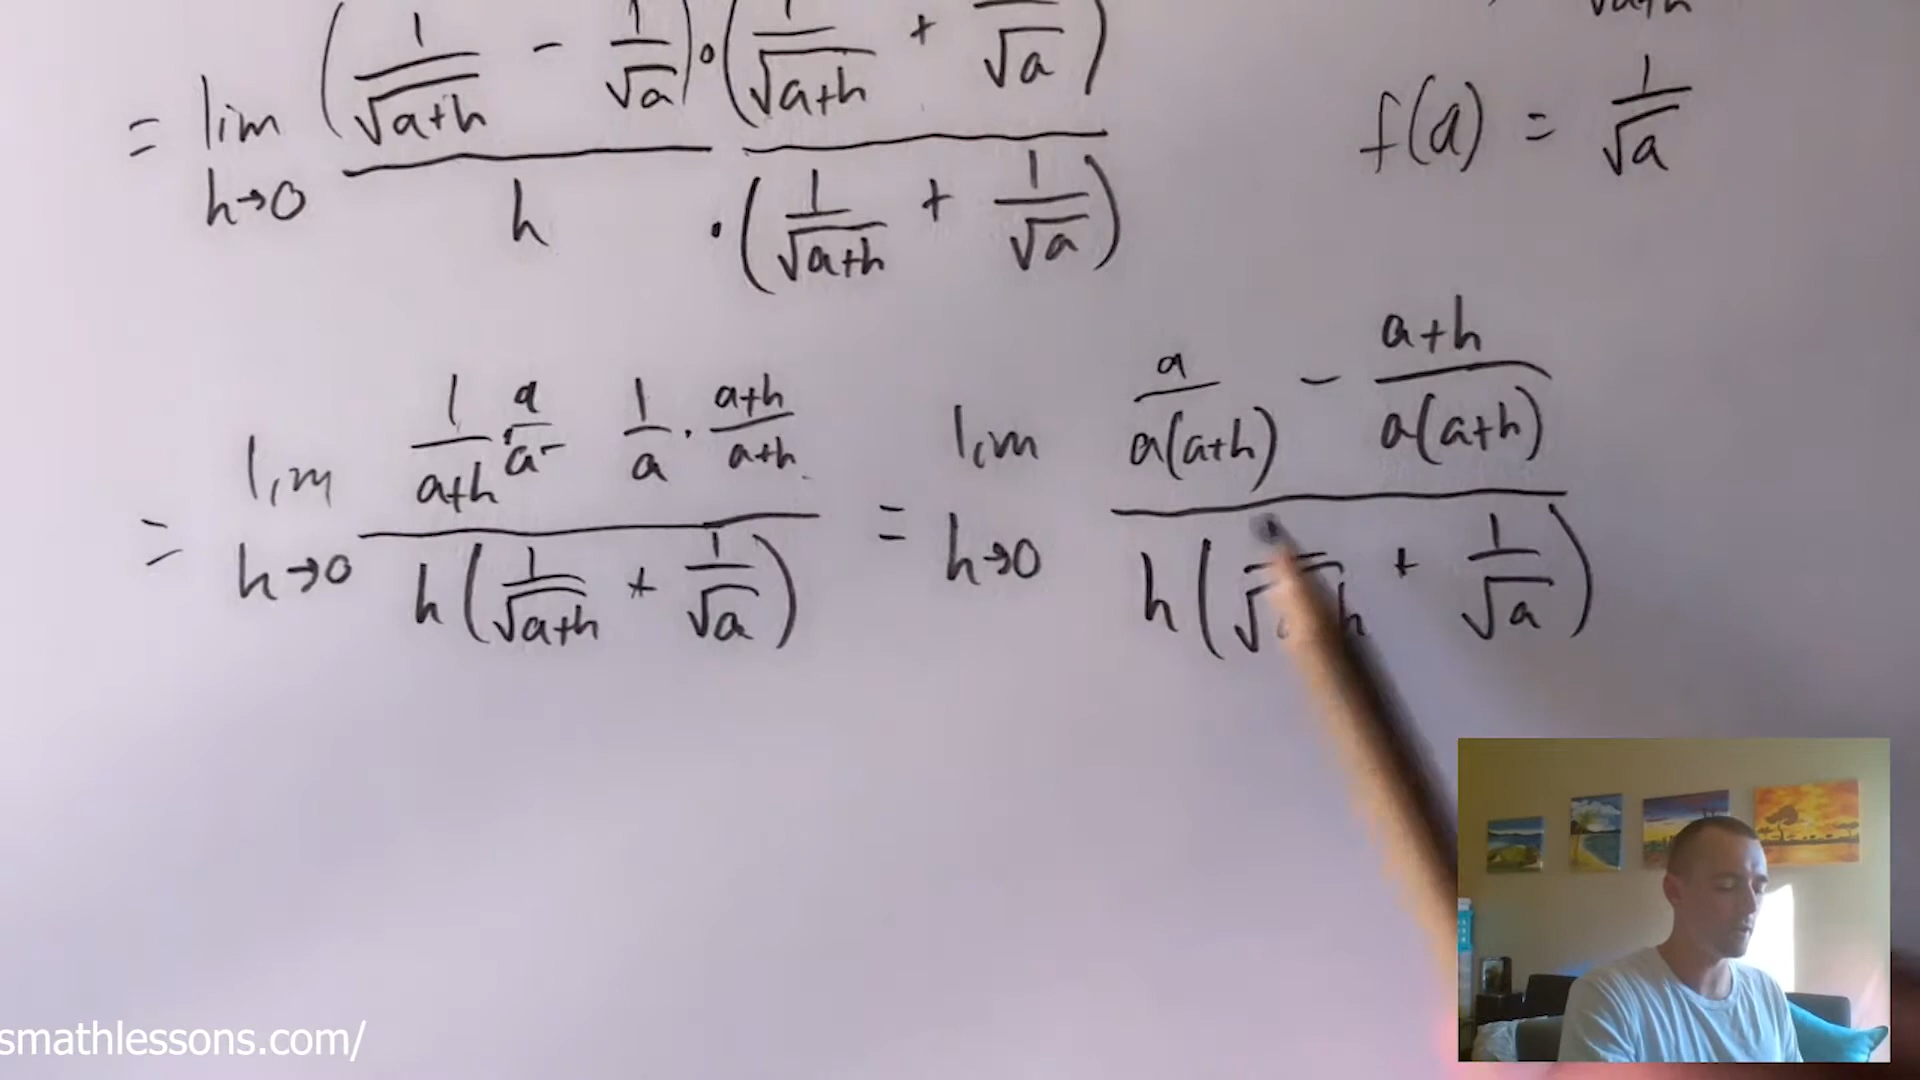 = lim h→0 (1/√(a+h) − 1/√a) · (1/√(a+h) + 1/√a) / h · (1/√(a+h) + 1/√a)
f(a) = 1/√a
= lim h→0 (1/(a+h) · a/a − 1/a · (a+h)/(a+h)) / h(1/√(a+h) + 1/√a) = lim h→0 (a/(a(a+h)) − (a+h)/(a(a+h))) / h(1/√(a+h) + 1/√a)
smathlessons.com/